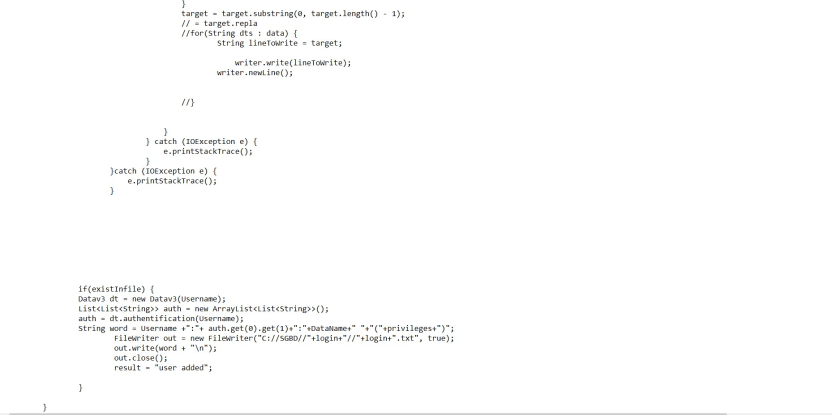 }
target = target.substring(0, target.length() - 1);
// = target.repla
//for(String dts : data) {
String lineToWrite = target;
writer.write(lineToWrite);
writer.newLine();
//}
}
} catch (IOException e) {
e.printStackTrace();
}
}catch (IOException e) {
e.printStackTrace();
}
if(existInfile) {
Datav3 dt = new Datav3(Username);
List<List<String>> auth = new ArrayList<List<String>>();
auth = dt.authentification(Username);
String word = Username +":"+ auth.get(0).get(1)+":"+DataName+" "+"("+privileges+")";
FileWriter out = new FileWriter("C://SGBD//"+login+"//"+login+".txt", true);
out.write(word + "\n");
out.close();
result = "user added";
}
}